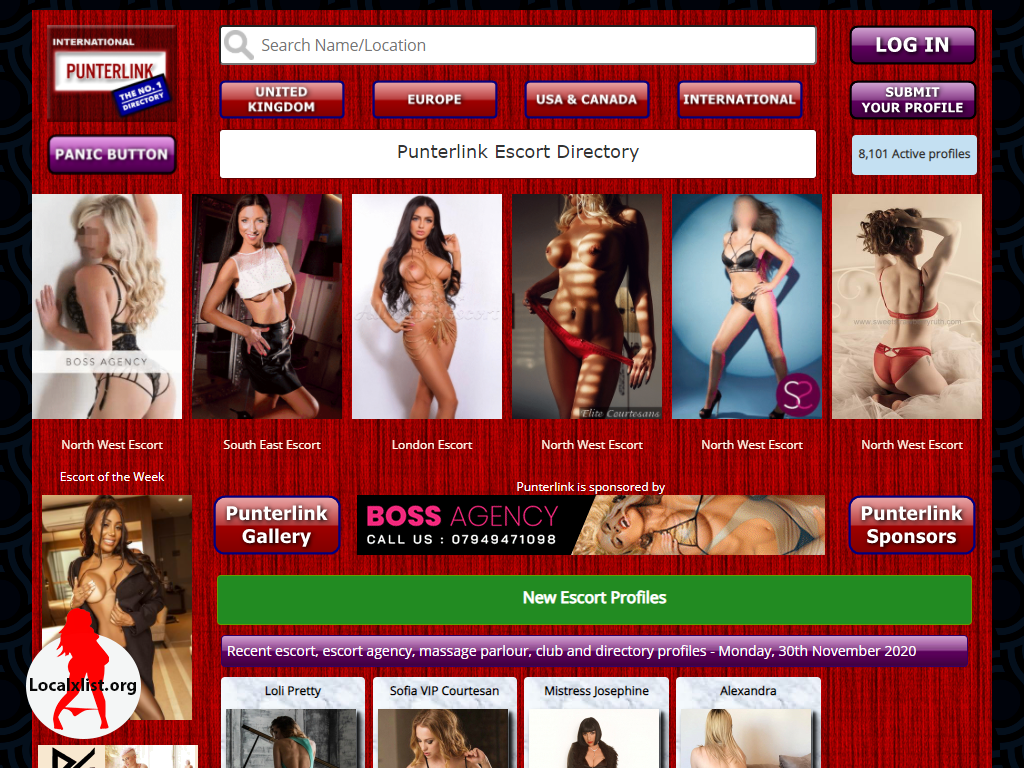 INTERNATIONAL
PUNTERLINK
THE NO. 1
DIRECTORY
Search Name/Location
LOG IN
UNITED
KINGDOM
EUROPE
USA & CANADA
INTERNATIONAL
SUBMIT
YOUR PROFILE
PANIC BUTTON
Punterlink Escort Directory
8,101 Active profiles
BOSS AGENCY
Elite Courtesans
North West Escort
South East Escort
London Escort
North West Escort
North West Escort
North West Escort
Escort of the Week
Punterlink is sponsored by
Punterlink
Gallery
BOSS AGENCY
CALL US : 07949471098
Punterlink
Sponsors
New Escort Profiles
Recent escort, escort agency, massage parlour, club and directory profiles - Monday, 30th November 2020
Localxlist.org
Loli Pretty
Sofia VIP Courtesan
Mistress Josephine
Alexandra